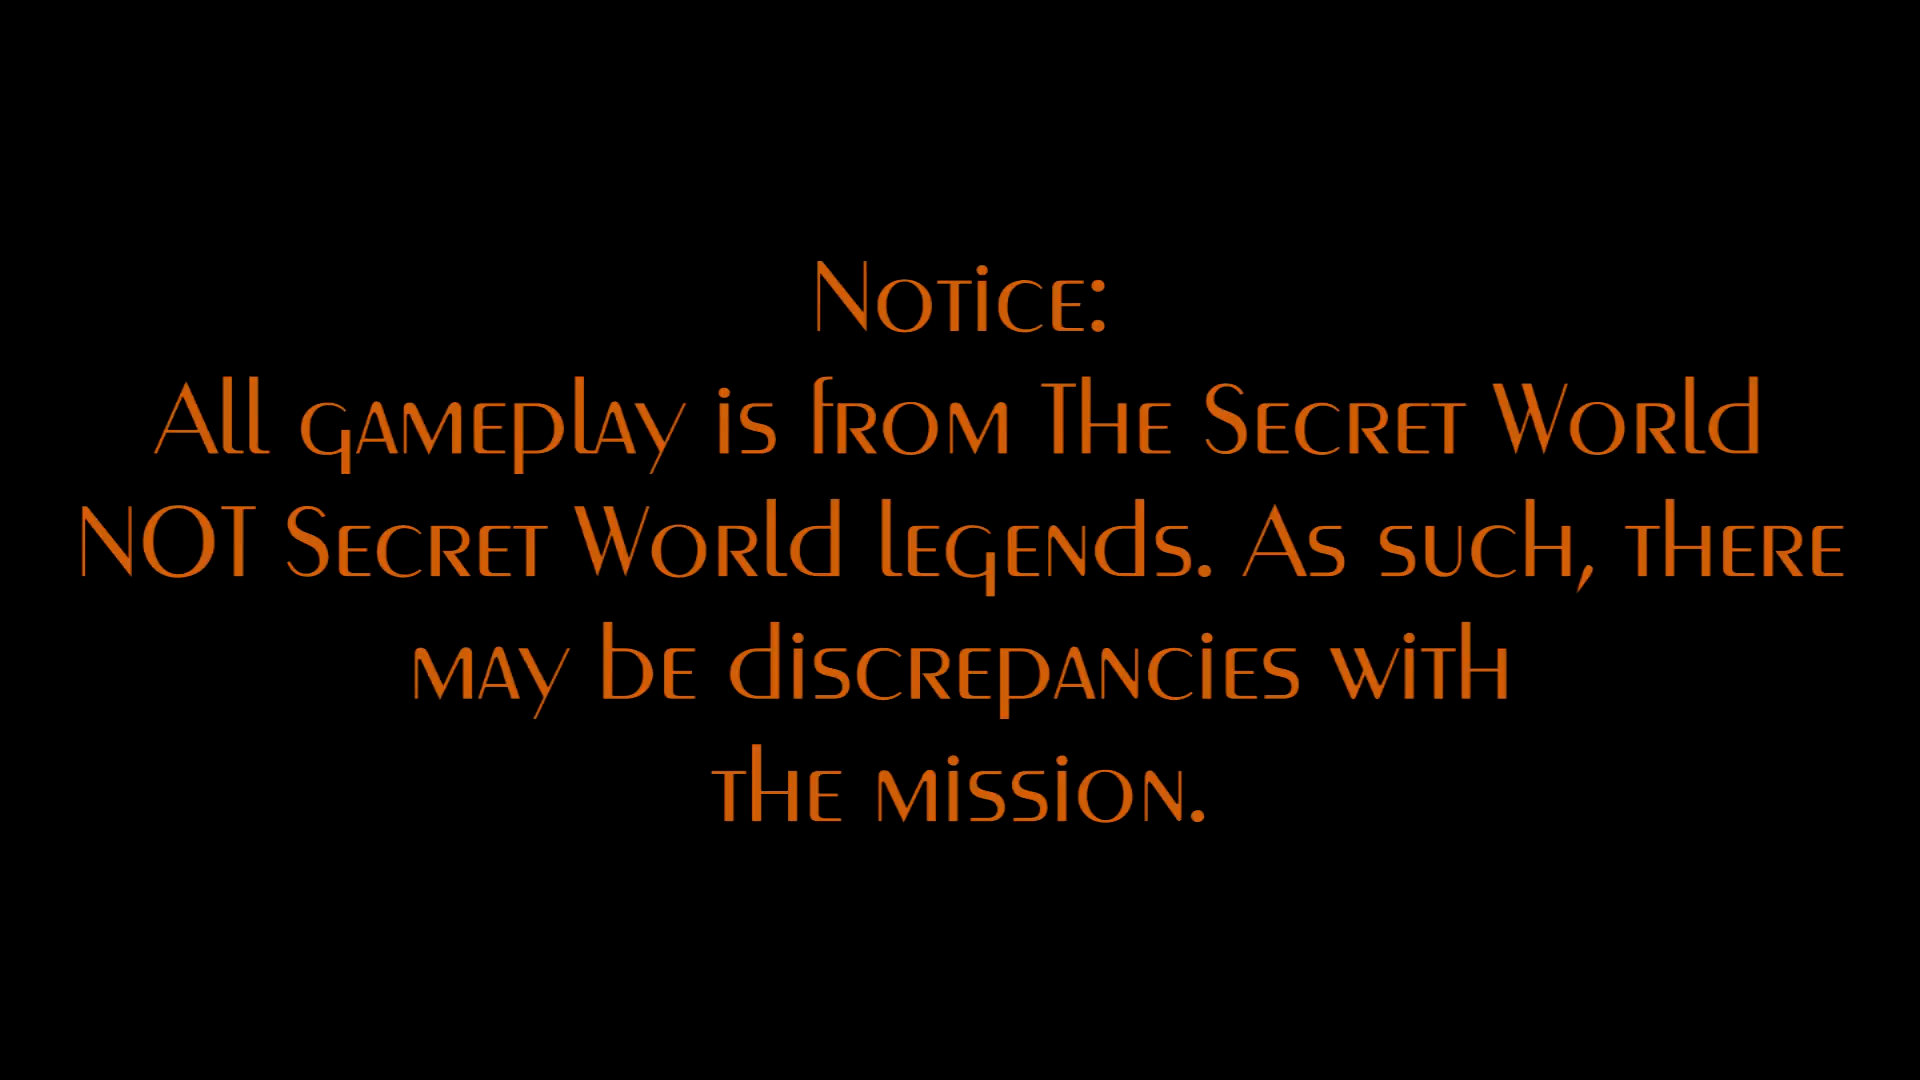 Notice:
All gameplay is from The Secret World
NOT Secret World legends. As such, there
may be discrepancies with
the mission.